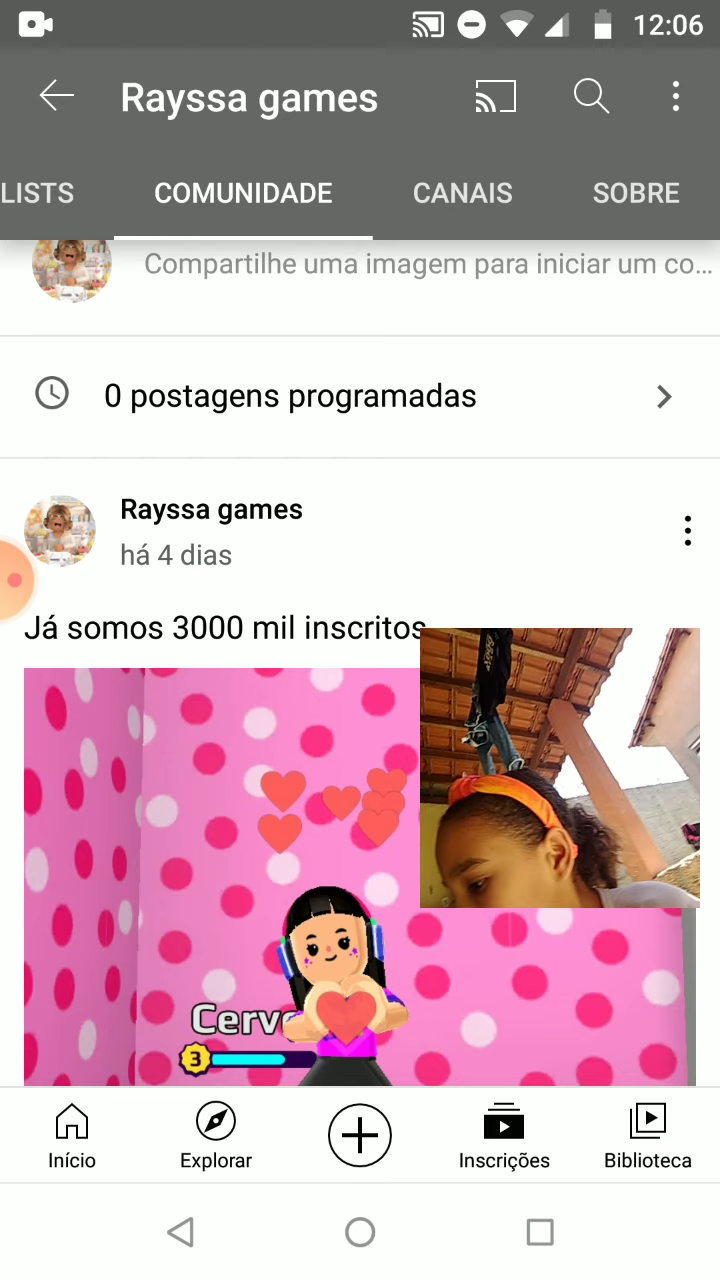 12:06
Rayssa games
LISTS COMUNIDADE CANAIS SOBRE
Compartilhe uma imagem para iniciar um co...
0 postagens programadas
Rayssa games
há 4 dias
Já somos 3000 mil inscritos
Cerv
3
Início Explorar Inscrições Biblioteca